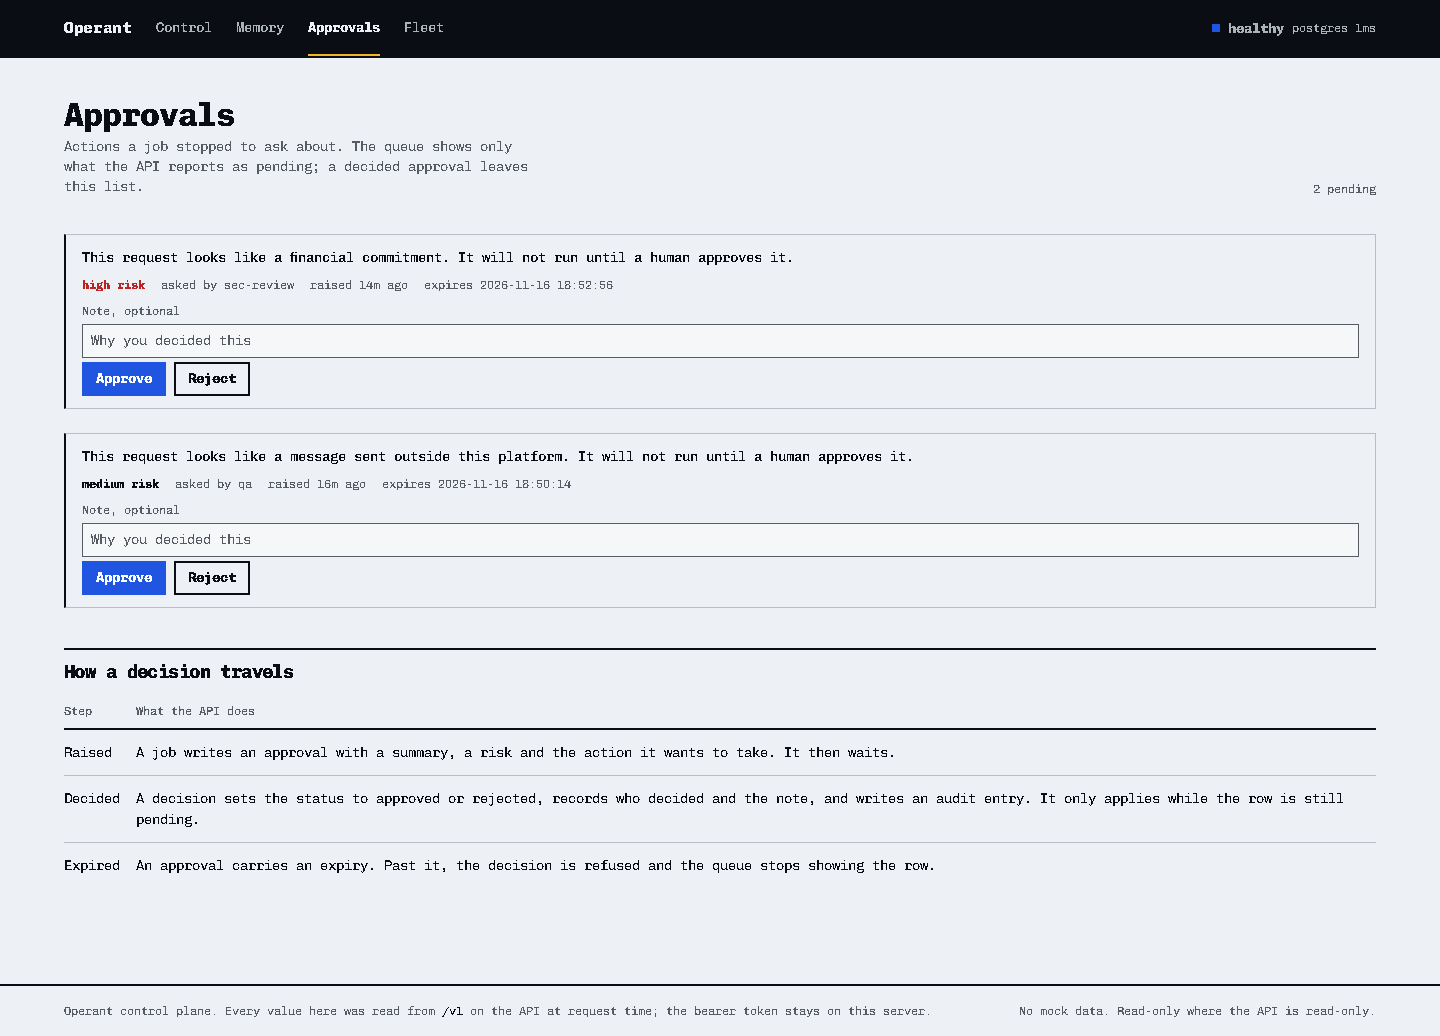 Operant Control Memory Approvals Fleet healthy postgres lms
Approvals
Actions a job stopped to ask about. The queue shows only
what the API reports as pending; a decided approval leaves
this list.
2 pending
This request looks like a financial commitment. It will not run until a human approves it.
high risk asked by sec-review raised 14m ago expires 2026-11-16 18:52:56
Note, optional
Why you decided this
Approve Reject
This request looks like a message sent outside this platform. It will not run until a human approves it.
medium risk asked by qa raised 16m ago expires 2026-11-16 18:50:14
Note, optional
Why you decided this
Approve Reject
How a decision travels
Step What the API does
Raised A job writes an approval with a summary, a risk and the action it wants to take. It then waits.
Decided A decision sets the status to approved or rejected, records who decided and the note, and writes an audit entry. It only applies while the row is still
pending.
Expired An approval carries an expiry. Past it, the decision is refused and the queue stops showing the row.
Operant control plane. Every value here was read from /v1 on the API at request time; the bearer token stays on this server. No mock data. Read-only where the API is read-only.